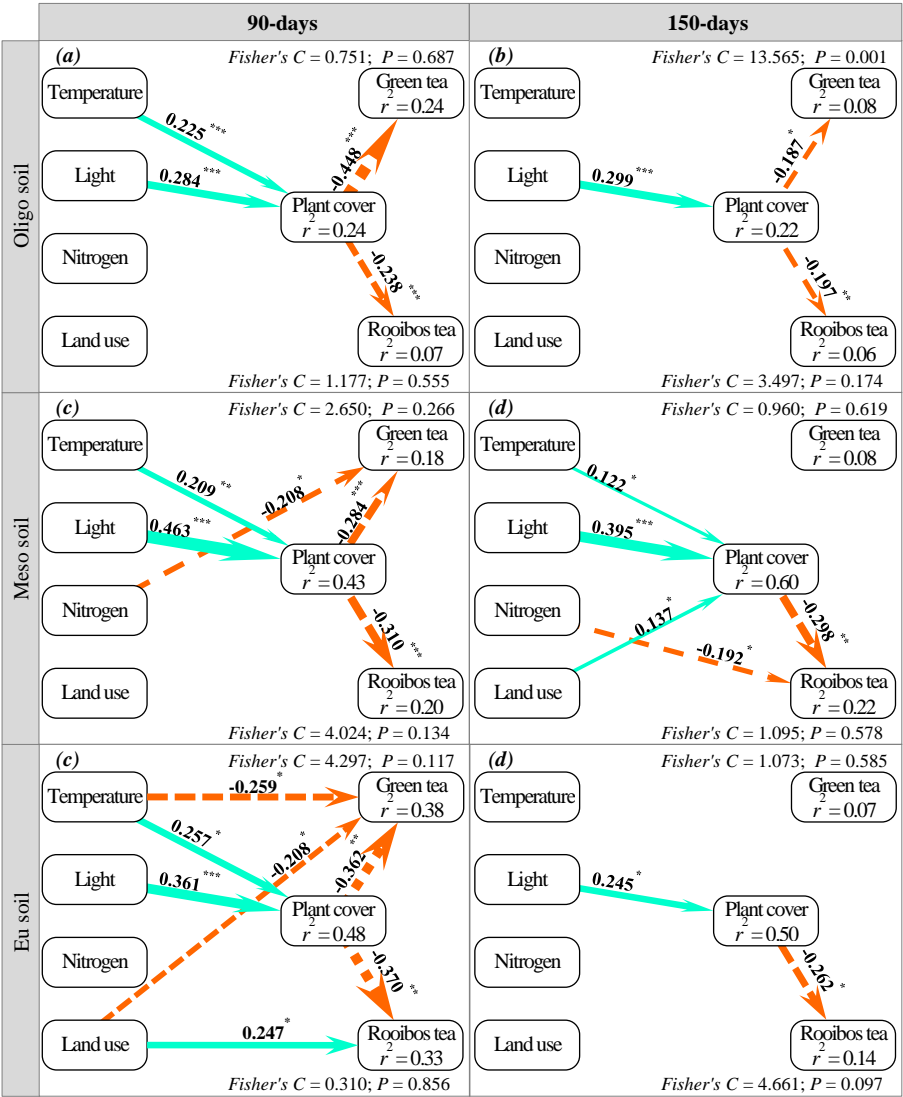 90-days
150-days
Oligo soil
(a)
Fisher's C = 0.751; P = 0.687
Temperature
Green tea
r² = 0.24
0.225 ***
-0.448 ***
Light
0.284 ***
Plant cover
r² = 0.24
Nitrogen
-0.238 ***
Land use
Rooibos tea
r² = 0.07
Fisher's C = 1.177; P = 0.555
(b)
Fisher's C = 13.565; P = 0.001
Temperature
Green tea
r² = 0.08
-0.187 *
Light
0.299 ***
Plant cover
r² = 0.22
Nitrogen
-0.197 **
Land use
Rooibos tea
r² = 0.06
Fisher's C = 3.497; P = 0.174
Meso soil
(c)
Fisher's C = 2.650; P = 0.266
Temperature
Green tea
r² = 0.18
0.209 **
-0.208 *
-0.284 ***
Light
0.463 ***
Plant cover
r² = 0.43
Nitrogen
-0.310 ***
Land use
Rooibos tea
r² = 0.20
Fisher's C = 4.024; P = 0.134
(d)
Fisher's C = 0.960; P = 0.619
Temperature
Green tea
r² = 0.08
0.122 *
Light
0.395 ***
Plant cover
r² = 0.60
Nitrogen
0.137 *
-0.298 **
-0.192 *
Land use
Rooibos tea
r² = 0.22
Fisher's C = 1.095; P = 0.578
Eu soil
(c)
Fisher's C = 4.297; P = 0.117
Temperature
-0.259 *
Green tea
r² = 0.38
0.257 *
-0.208 *
-0.362 **
Light
0.361 ***
Plant cover
r² = 0.48
Nitrogen
-0.370 **
Land use
0.247 *
Rooibos tea
r² = 0.33
Fisher's C = 0.310; P = 0.856
(d)
Fisher's C = 1.073; P = 0.585
Temperature
Green tea
r² = 0.07
Light
0.245 *
Plant cover
r² = 0.50
Nitrogen
-0.262 *
Land use
Rooibos tea
r² = 0.14
Fisher's C = 4.661; P = 0.097